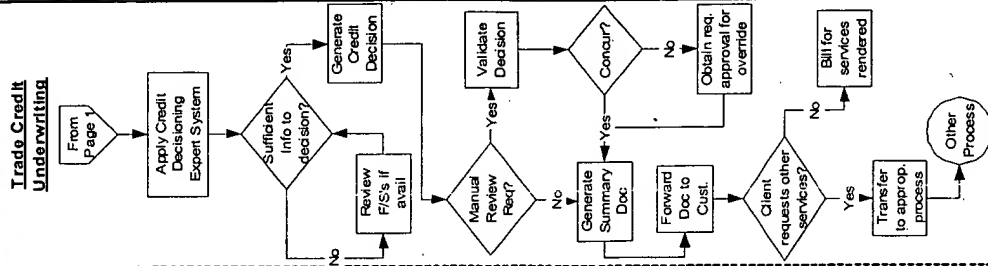 Trade Credit
Underwriting
From
Page 1
Apply Credit
Decisioning
Expert System
Sufficient
Info to
decision?
Yes
No
Generate
Credit
Decision
Review
F/S's if
avail
Manual
Review
Req?
Yes
No
Validate
Decision
Concur?
No
Yes
Obtain req.
approval for
override
Generate
Summary
Doc
Forward
Doc to
Cust.
Client
requests other
services?
No
Yes
Bill for
services
rendered
Transfer
to approp.
process
Other
Process